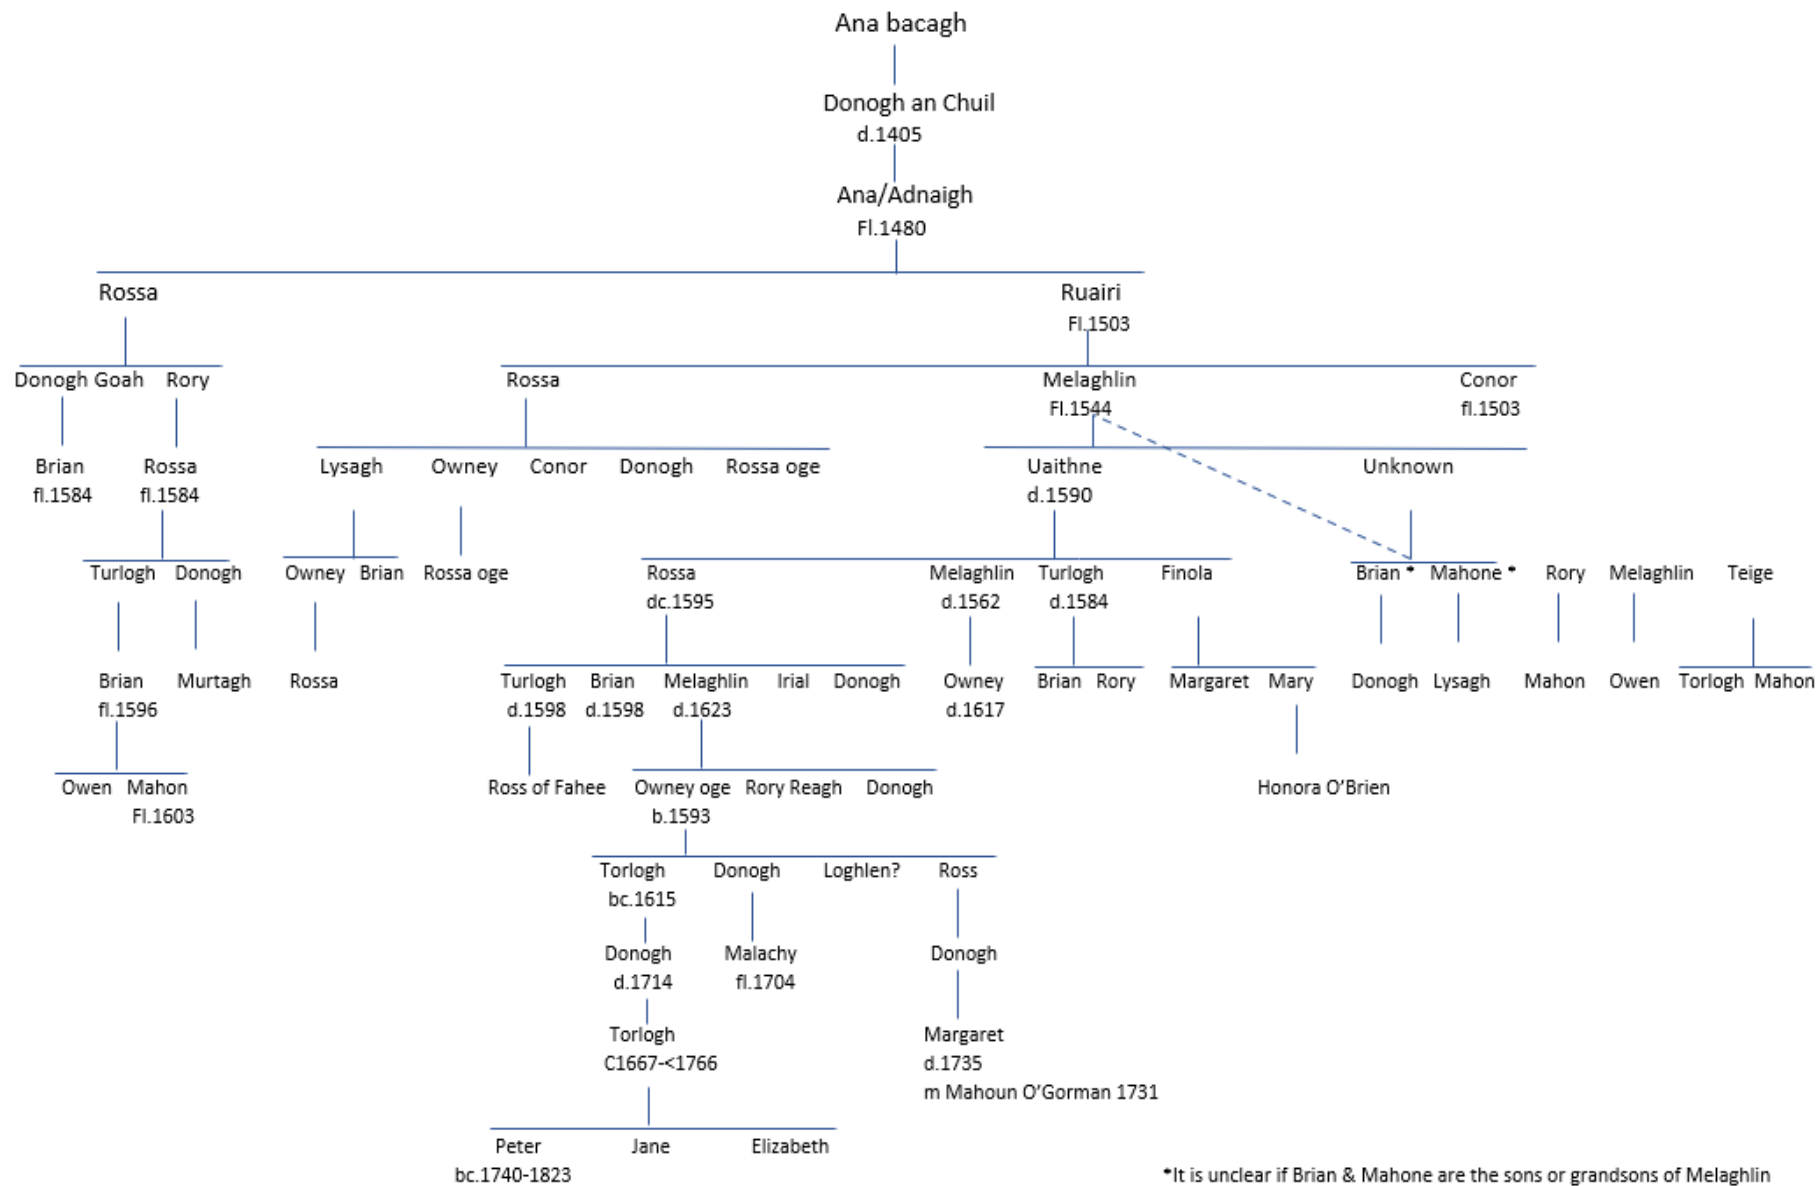 Ana bacagh
Donogh an Chuil
d.1405
Ana/Adnaigh
Fl.1480
Rossa Ruairi
Fl.1503
Donogh Goah Rory Rossa Melaghlin Conor
Fl.1544 fl.1503
Brian Rossa Lysagh Owney Conor Donogh Rossa oge Uaithne Unknown
fl.1584 fl.1584 d.1590
Turlogh Donogh Owney Brian Rossa oge Rossa Melaghlin Turlogh Finola Brian * Mahone * Rory Melaghlin Teige
dc.1595 d.1562 d.1584
Brian Murtagh Rossa Turlogh Brian Melaghlin Irial Donogh Owney Brian Rory Margaret Mary Donogh Lysagh Mahon Owen Torlogh Mahon
fl.1596 d.1598 d.1598 d.1623 d.1617
Owen Mahon Ross of Fahee Owney oge Rory Reagh Donogh Honora O’Brien
Fl.1603 b.1593
Torlogh Donogh Loghlen? Ross
bc.1615
Donogh Malachy Donogh
d.1714 fl.1704
Torlogh Margaret
C1667-<1766 d.1735
m Mahoun O’Gorman 1731
Peter Jane Elizabeth
bc.1740-1823
*It is unclear if Brian & Mahone are the sons or grandsons of Melaghlin